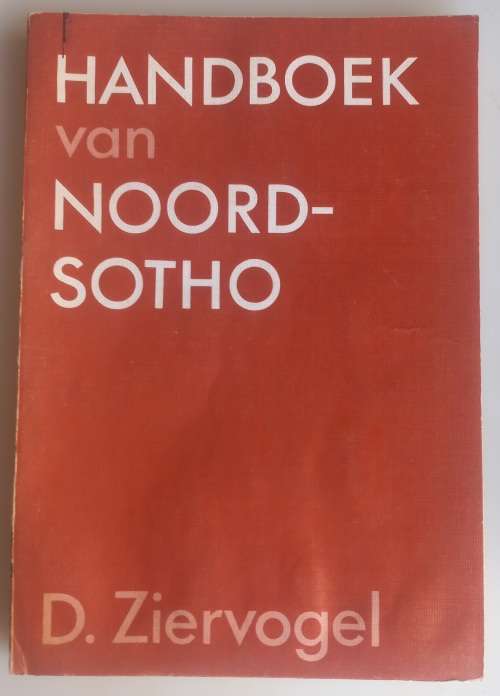 HANDBOEK
van
NOORD-
SOTHO
D. Ziervogel